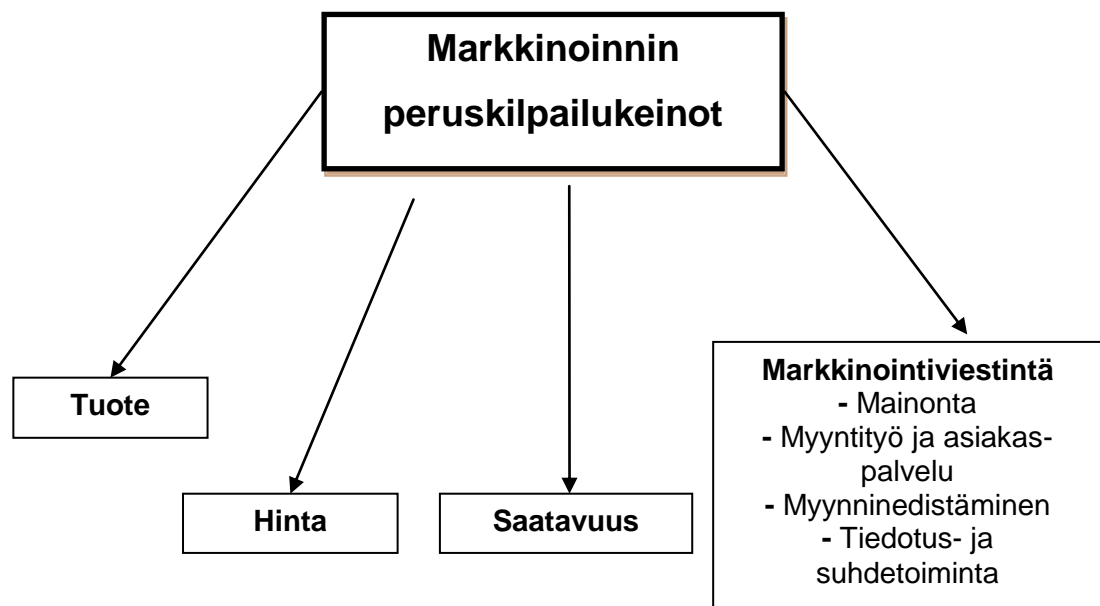 Markkinoinnin
peruskilpailukeinot
Tuote
Hinta
Saatavuus
Markkinointiviestintä
- Mainonta
- Myyntityö ja asiakas-
palvelu
- Myynninedistäminen
- Tiedotus- ja
suhdetoiminta